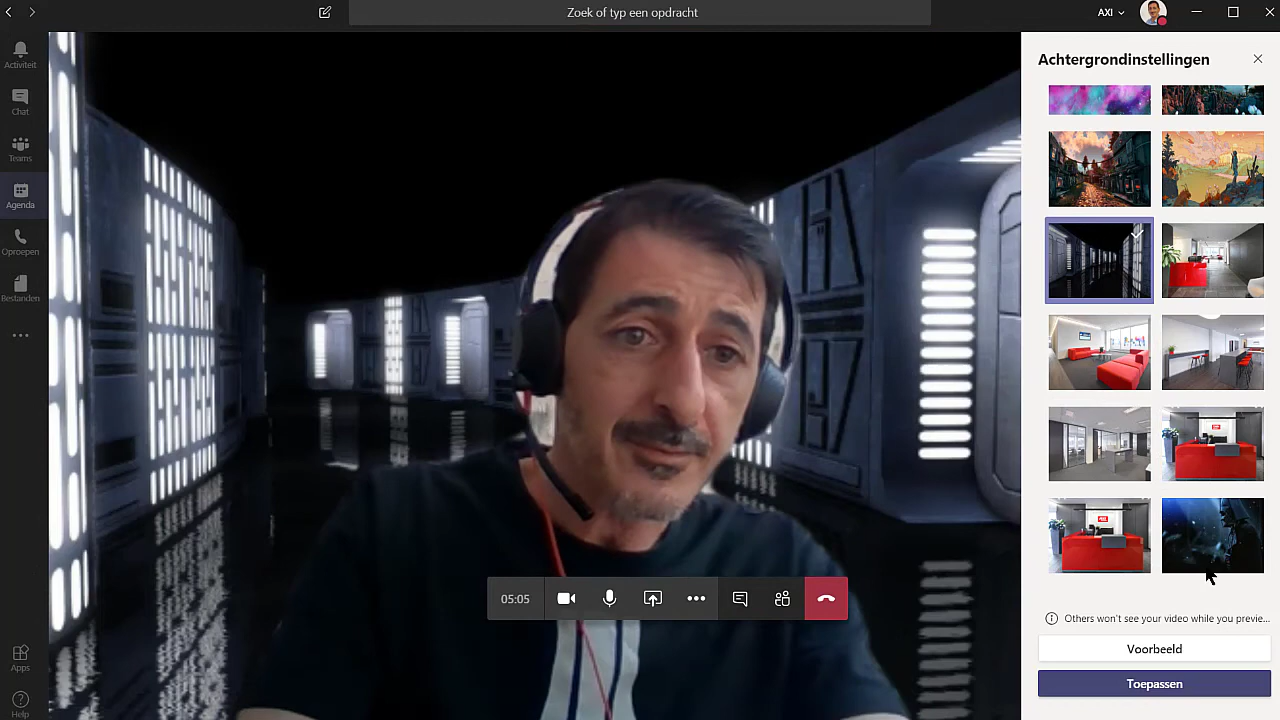 Zoek of typ een opdracht
AXI
Activiteit
Chat
Teams
Agenda
Oproepen
Bestanden
Apps
Help
Achtergrondinstellingen
05:05
Others won't see your video while you previe...
Voorbeeld
Toepassen